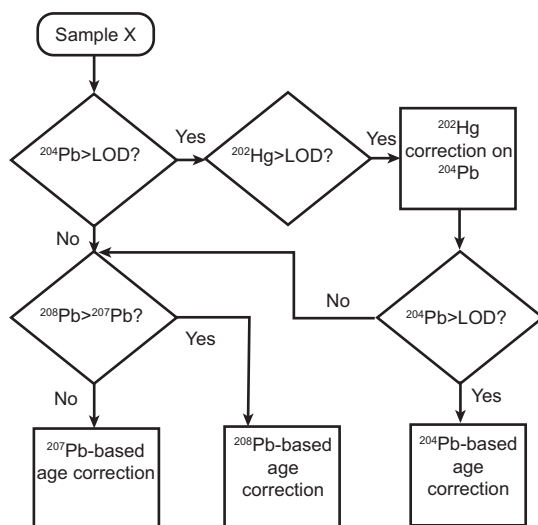 Sample X
²⁰⁴Pb>LOD?
Yes
²⁰²Hg>LOD?
Yes
²⁰²Hg
correction on
²⁰⁴Pb
No
²⁰⁸Pb>²⁰⁷Pb?
Yes
No
²⁰⁴Pb>LOD?
No
Yes
²⁰⁷Pb-based
age correction
²⁰⁸Pb-based
age
correction
²⁰⁴Pb-based
age
correction